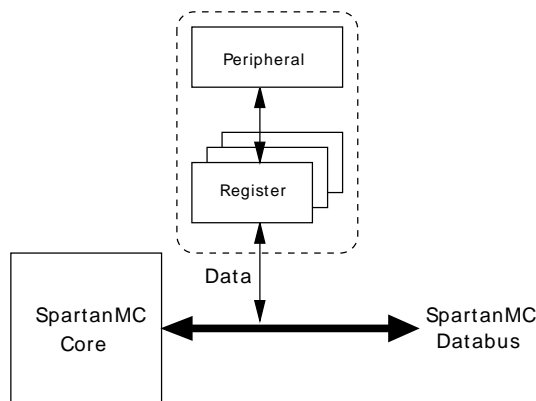 Peripheral
Register
Data
SpartanMC
Core
SpartanMC
Databus